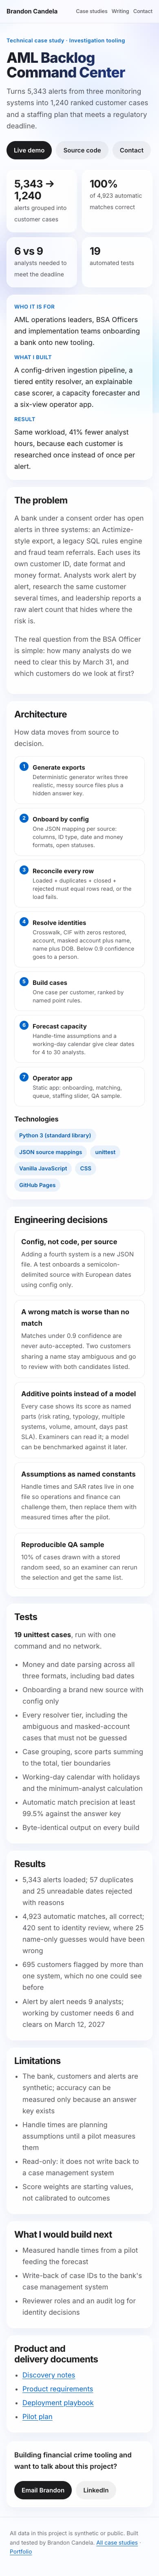 Brandon Candela
Case studies Writing Contact
Technical case study · Investigation tooling
AML Backlog
Command Center
Turns 5,343 alerts from three monitoring
systems into 1,240 ranked customer cases
and a staffing plan that meets a regulatory
deadline.
Live demo
Source code
Contact
5,343 →
1,240
alerts grouped into
customer cases
100%
of 4,923 automatic
matches correct
6 vs 9
analysts needed to
meet the deadline
19
automated tests
WHO IT IS FOR
AML operations leaders, BSA Officers
and implementation teams onboarding
a bank onto new tooling.
WHAT I BUILT
A config-driven ingestion pipeline, a
tiered entity resolver, an explainable
case scorer, a capacity forecaster and
a six-view operator app.
RESULT
Same workload, 41% fewer analyst
hours, because each customer is
researched once instead of once per
alert.
The problem
A bank under a consent order has open
alerts in three systems: an Actimize-
style export, a legacy SQL rules engine
and fraud team referrals. Each uses its
own customer ID, date format and
money format. Analysts work alert by
alert, research the same customer
several times, and leadership reports a
raw alert count that hides where the
risk is.
The real question from the BSA Officer
is simple: how many analysts do we
need to clear this by March 31, and
which customers do we look at first?
Architecture
How data moves from source to
decision.
1 Generate exports
Deterministic generator writes three
realistic, messy source files plus a
hidden answer key.
2 Onboard by config
One JSON mapping per source:
columns, ID type, date and money
formats, open statuses.
3 Reconcile every row
Loaded + duplicates + closed +
rejected must equal rows read, or the
load fails.
4 Resolve identities
Crosswalk, CIF with zeros restored,
account, masked account plus name,
name plus DOB. Below 0.9 confidence
goes to a person.
5 Build cases
One case per customer, ranked by
named point rules.
6 Forecast capacity
Handle-time assumptions and a
working-day calendar give clear dates
for 4 to 30 analysts.
7 Operator app
Static app: onboarding, matching,
queue, staffing slider, QA sample.
Technologies
Python 3 (standard library)
JSON source mappings
unittest
Vanilla JavaScript
CSS
GitHub Pages
Engineering decisions
Config, not code, per source
Adding a fourth system is a new JSON
file. A test onboards a semicolon-
delimited source with European dates
using config only.
A wrong match is worse than no
match
Matches under 0.9 confidence are
never auto-accepted. Two customers
sharing a name stay ambiguous and go
to review with both candidates listed.
Additive points instead of a model
Every case shows its score as named
parts (risk rating, typology, multiple
systems, volume, amount, days past
SLA). Examiners can read it; a model
can be benchmarked against it later.
Assumptions as named constants
Handle times and SAR rates live in one
file so operations and finance can
challenge them, then replace them with
measured times after the pilot.
Reproducible QA sample
10% of cases drawn with a stored
random seed, so an examiner can rerun
the selection and get the same list.
Tests
19 unittest cases, run with one
command and no network.
• Money and date parsing across all
three formats, including bad dates
• Onboarding a brand new source with
config only
• Every resolver tier, including the
ambiguous and masked-account
cases that must not be guessed
• Case grouping, score parts summing
to the total, tier boundaries
• Working-day calendar with holidays
and the minimum-analyst calculation
• Automatic match precision at least
99.5% against the answer key
• Byte-identical output on every build
Results
• 5,343 alerts loaded; 57 duplicates
and 25 unreadable dates rejected
with reasons
• 4,923 automatic matches, all correct;
420 sent to identity review, where 25
name-only guesses would have been
wrong
• 695 customers flagged by more than
one system, which no one could see
before
• Alert by alert needs 9 analysts;
working by customer needs 6 and
clears on March 12, 2027
Limitations
• The bank, customers and alerts are
synthetic; accuracy can be
measured only because an answer
key exists
• Handle times are planning
assumptions until a pilot measures
them
• Read-only: it does not write back to
a case management system
• Score weights are starting values,
not calibrated to outcomes
What I would build next
• Measured handle times from a pilot
feeding the forecast
• Write-back of case IDs to the bank's
case management system
• Reviewer roles and an audit log for
identity decisions
Product and
delivery documents
• Discovery notes
• Product requirements
• Deployment playbook
• Pilot plan
Building financial crime tooling and
want to talk about this project?
Email Brandon
LinkedIn
All data in this project is synthetic or public. Built
and tested by Brandon Candela. All case studies ·
Portfolio